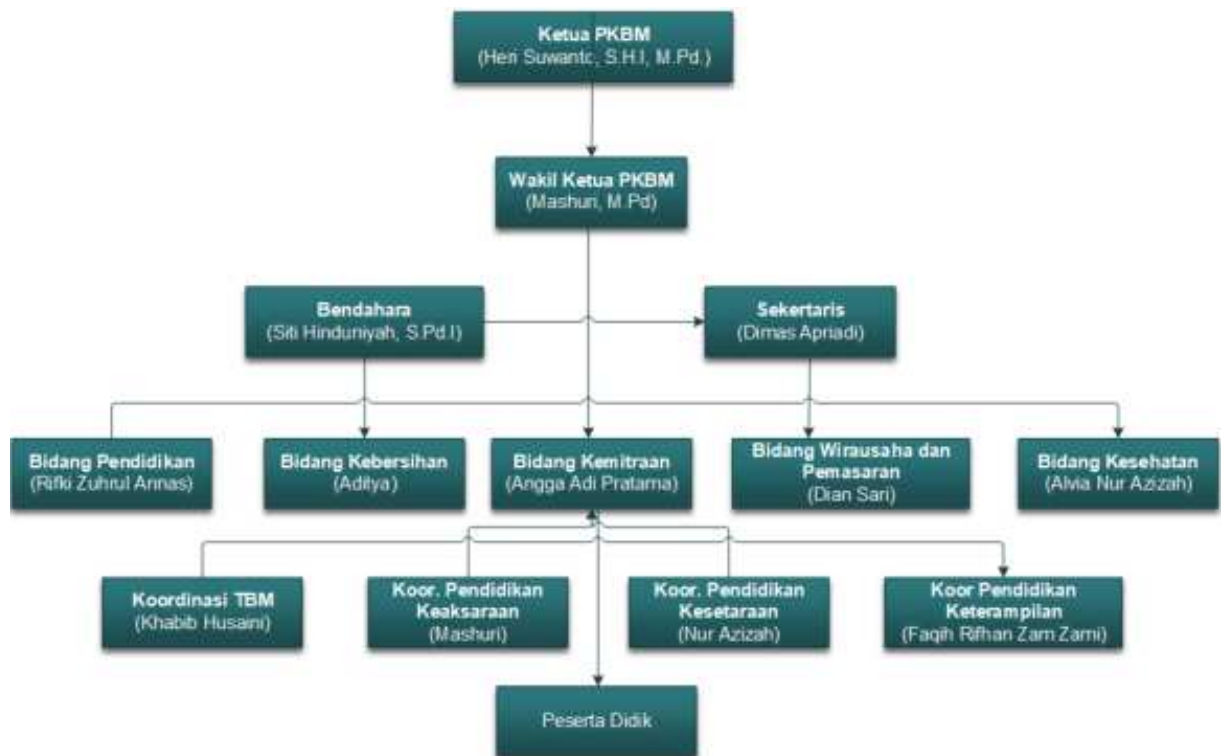 Ketua PKBM
(Heri Suwanto, S.H.I, M.Pd.)
Wakil Ketua PKBM
(Mashuri, M.Pd)
Bendahara
(Siti Hinduniyah, S.Pd.I)
Sekertaris
(Dimas Apriadi)
Bidang Pendidikan
(Rifki Zuhrul Annas)
Bidang Kebersihan
(Aditya)
Bidang Kemitraan
(Angga Adi Pratama)
Bidang Wirausaha dan
Pemasaran
(Dian Sari)
Bidang Kesehatan
(Alvia Nur Azizah)
Koordinasi TBM
(Khabib Husaini)
Koor. Pendidikan
Keaksaraan
(Mashuri)
Koor. Pendidikan
Kesetaraan
(Nur Azizah)
Koor Pendidikan
Keterampilan
(Faqih Rifhan Zam Zami)
Peserta Didik